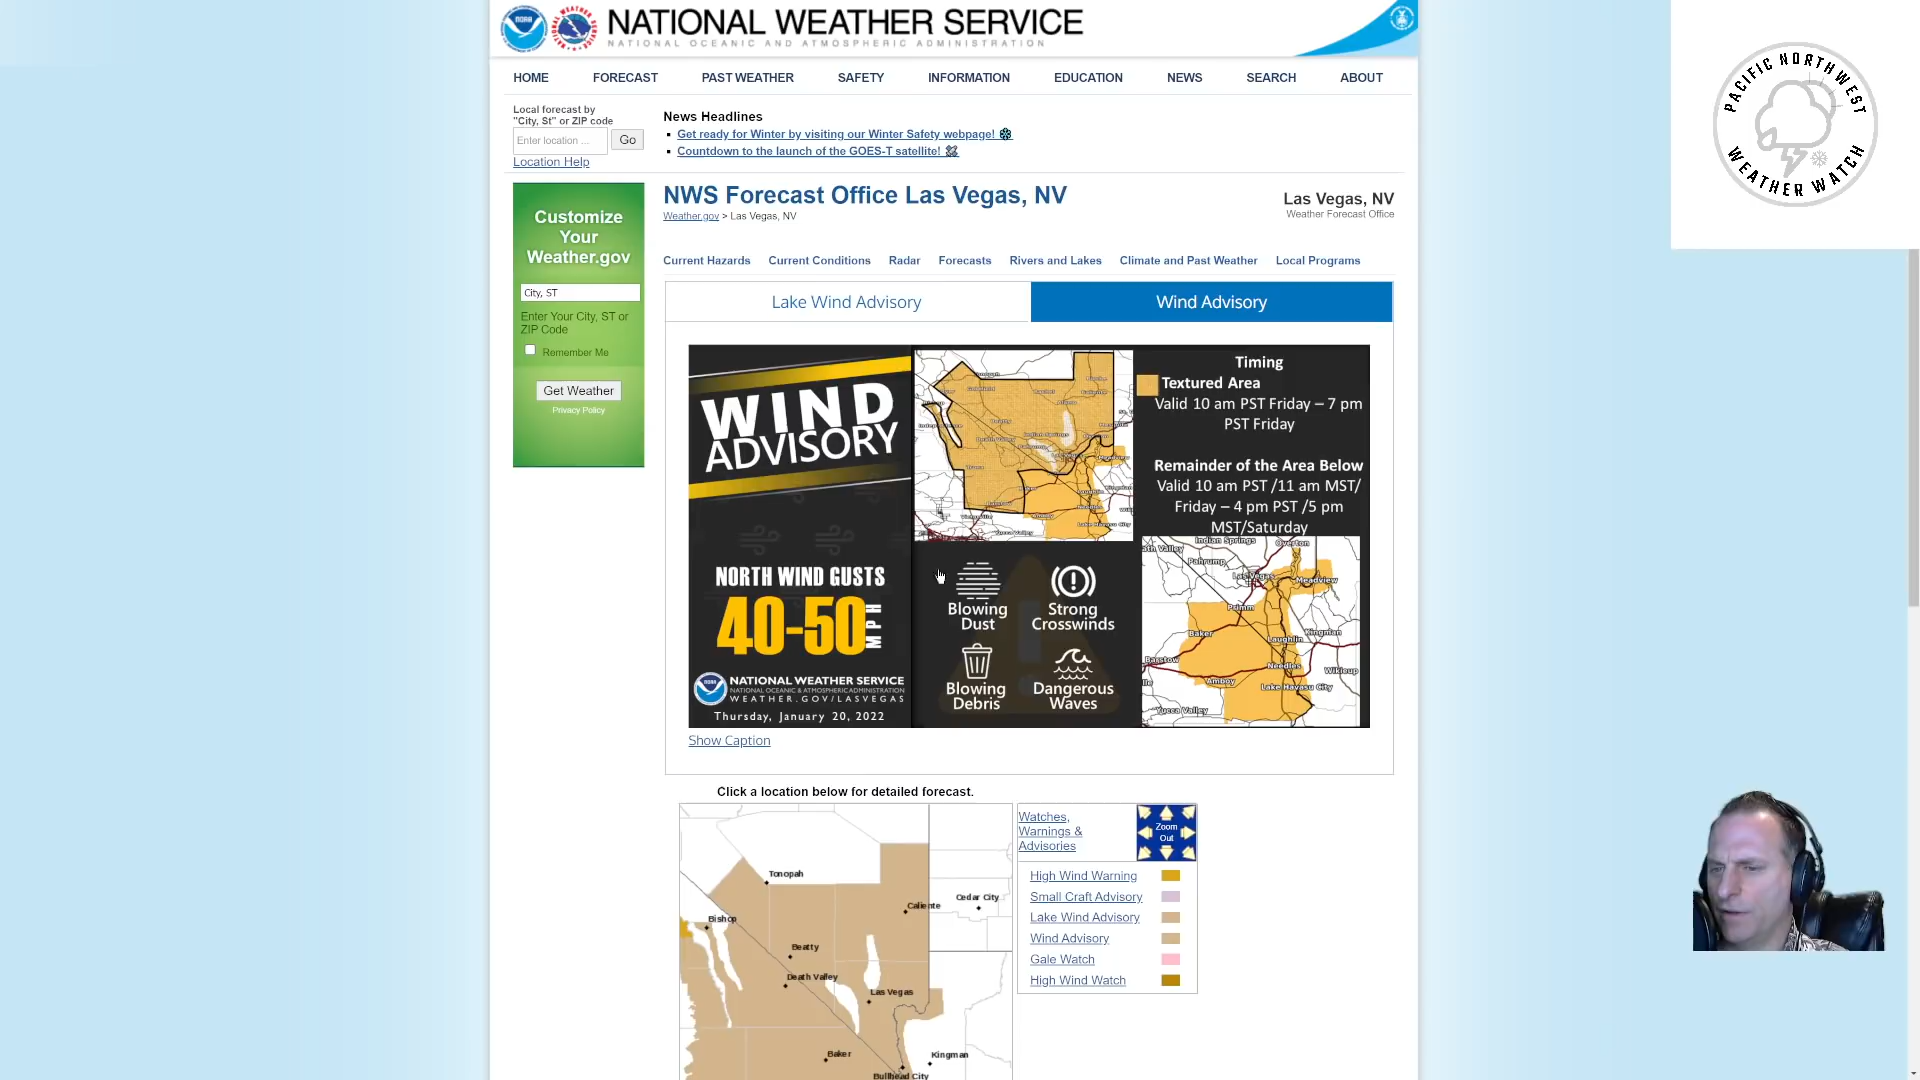 NATIONAL WEATHER SERVICE
NATIONAL OCEANIC AND ATMOSPHERIC ADMINISTRATION
HOME FORECAST PAST WEATHER SAFETY INFORMATION EDUCATION NEWS SEARCH ABOUT
Local forecast by
"City, St" or ZIP code
Enter location ...
Go
Location Help
News Headlines
Get ready for Winter by visiting our Winter Safety webpage!
Countdown to the launch of the GOES-T satellite!
PACIFIC NORTHWEST
WEATHER WATCH
Customize
Your
Weather.gov
City, ST
Enter Your City, ST or
ZIP Code
Remember Me
Get Weather
Privacy Policy
NWS Forecast Office Las Vegas, NV
Weather.gov > Las Vegas, NV
Las Vegas, NV
Weather Forecast Office
Current Hazards Current Conditions Radar Forecasts Rivers and Lakes Climate and Past Weather Local Programs
Lake Wind Advisory
Wind Advisory
WIND
ADVISORY
NORTH WIND GUSTS
40-50 MPH
NOAA
NATIONAL WEATHER SERVICE
NATIONAL OCEANIC & ATMOSPHERIC ADMINISTRATION
WEATHER.GOV/LASVEGAS
Thursday, January 20, 2022
Blowing
Dust
Strong
Crosswinds
Blowing
Debris
Dangerous
Waves
Timing
Textured Area
Valid 10 am PST Friday – 7 pm
PST Friday
Remainder of the Area Below
Valid 10 am PST /11 am MST/
Friday – 4 pm PST /5 pm
MST/Saturday
Indian Springs
Overton
Pahrump
Las Vegas
Meadview
Primm
Baker
Laughlin
Kingman
Barstow
Needles
Wikieup
Amboy
Lake Havasu City
Yucca Valley
Show Caption
Click a location below for detailed forecast.
Tonopah
Caliente
Cedar City
Bishop
Beatty
Death Valley
Las Vegas
Baker
Kingman
Bullhead City
Watches,
Warnings &
Advisories
Zoom
Out
High Wind Warning
Small Craft Advisory
Lake Wind Advisory
Wind Advisory
Gale Watch
High Wind Watch